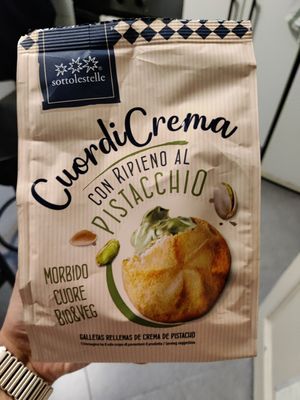 sottolestelle
CuordiCrema
CON RIPIENO AL
PISTACCHIO
MORBIDO
CUORE
BIO&VEG
GALLETAS RELLENAS DE CREMA DE PISTACHO